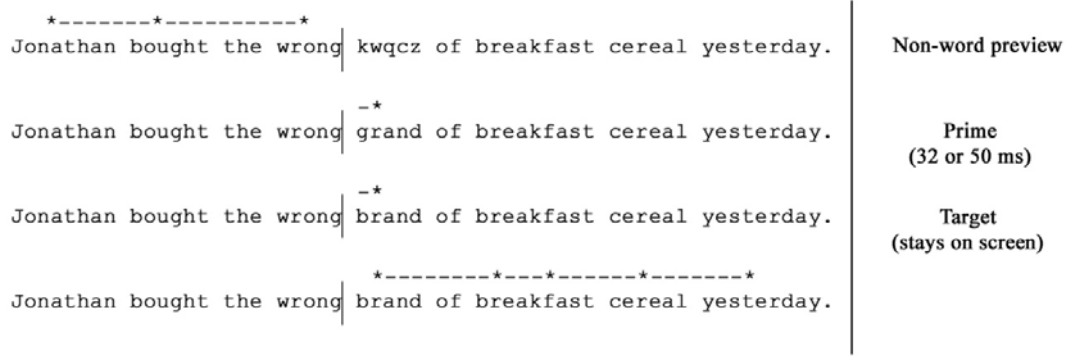 *-------*----------*
Jonathan bought the wrong kwqcz of breakfast cereal yesterday. Non-word preview
-*
Jonathan bought the wrong grand of breakfast cereal yesterday. Prime
(32 or 50 ms)
-*
Jonathan bought the wrong brand of breakfast cereal yesterday. Target
(stays on screen)
*--------*---*------*-------*
Jonathan bought the wrong brand of breakfast cereal yesterday.